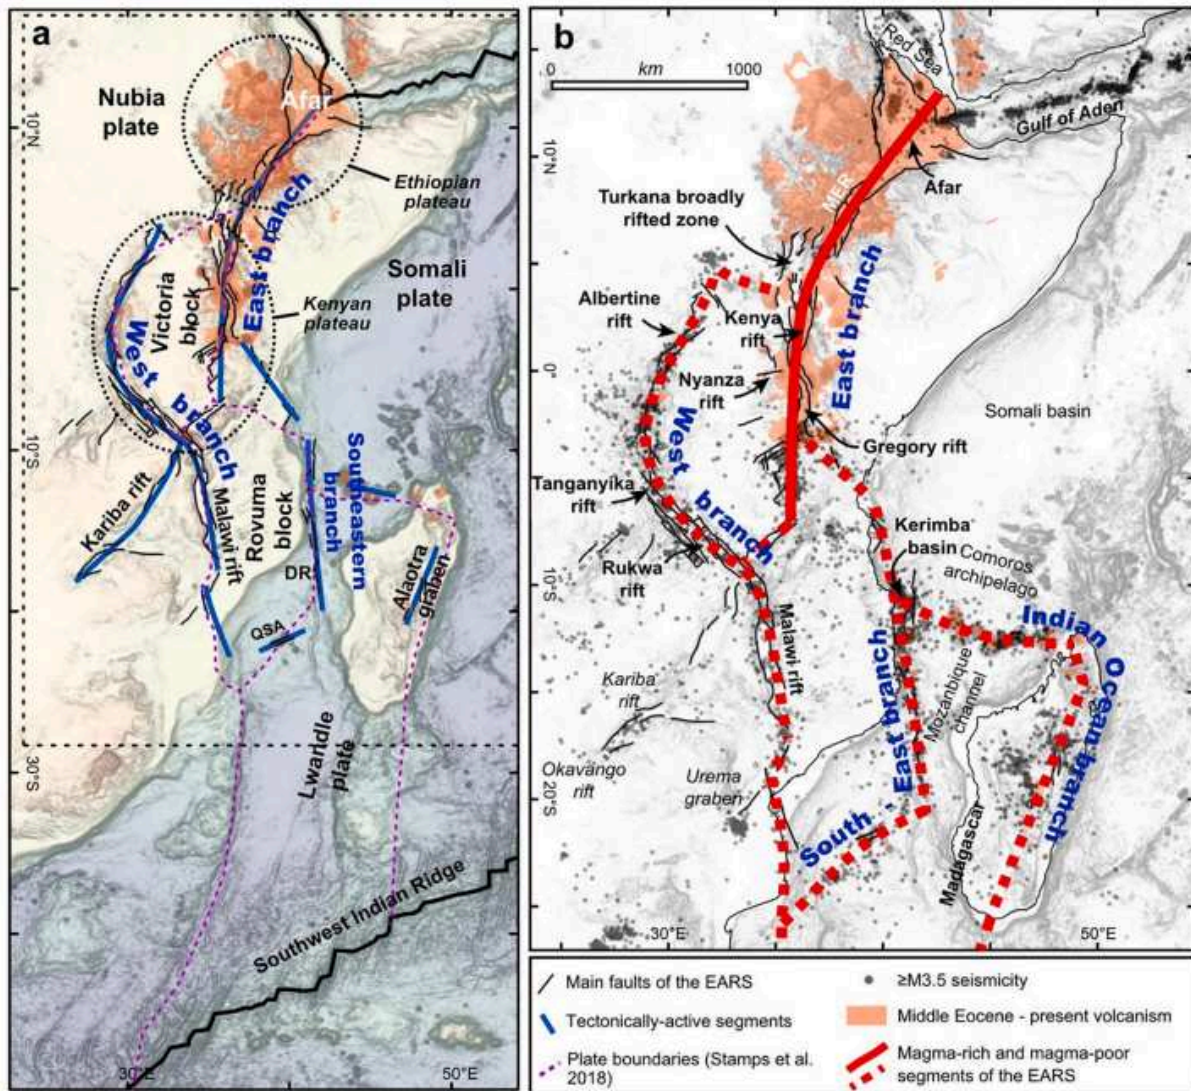 a
Nubia
plate
Afar
10°N
Ethiopian
plateau
East branch
Somali
plate
Victoria
block
Kenyan
plateau
West
branch
10°S
Kariba rift
Malawi rift
Rovuma
block
Southeastern
branch
DR
Alaotra
graben
QSA
Lwandle
plate
30°S
Southwest Indian Ridge
30°E
50°E
b
Red Sea
0
km
1000
Gulf of Aden
10°N
MER
Afar
Turkana broadly
rifted zone
Albertine
rift
Kenya
rift
East branch
0°
Nyanza
rift
Somali basin
West
branch
Gregory rift
Tanganyika
rift
Kerimba
basin
Comoros
archipelago
Rukwa
rift
10°S
Malawi rift
Indian
Ocean branch
Kariba
rift
Mozanbique
channel
Okavango
rift
Urema
graben
20°S
South - East branch
Madagascar
30°E
50°E
Main faults of the EARS
Tectonically-active segments
Plate boundaries (Stamps et al.
2018)
≥M3.5 seismicity
Middle Eocene - present volcanism
Magma-rich and magma-poor
segments of the EARS